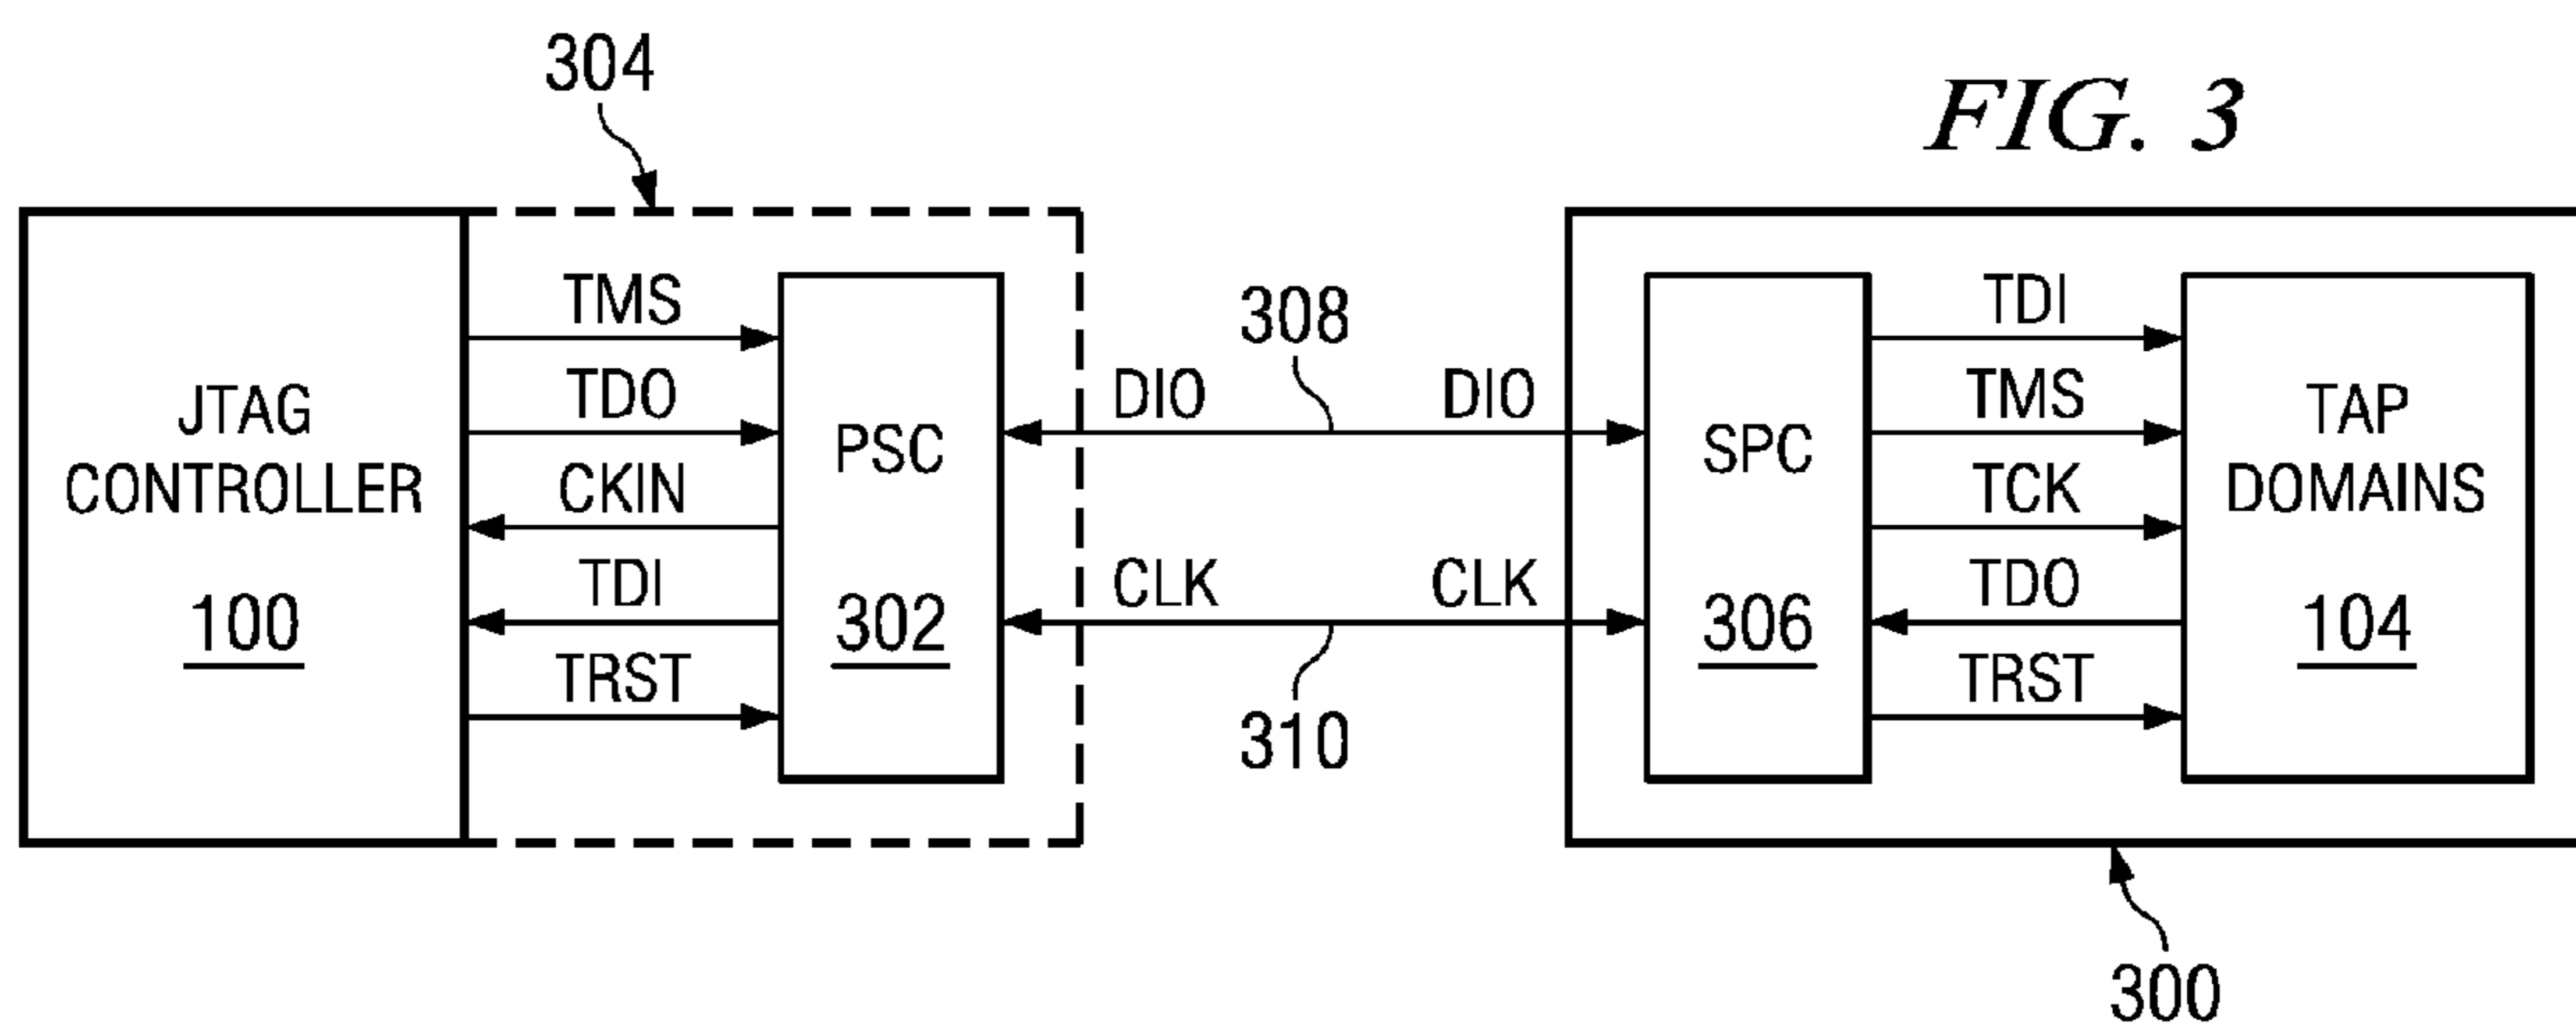 304
FIG. 3
JTAG
CONTROLLER
100
TMS
TDO
CKIN
TDI
TRST
PSC
302
308
DIO
DIO
CLK
CLK
310
SPC
306
TDI
TMS
TCK
TDO
TRST
TAP
DOMAINS
104
300